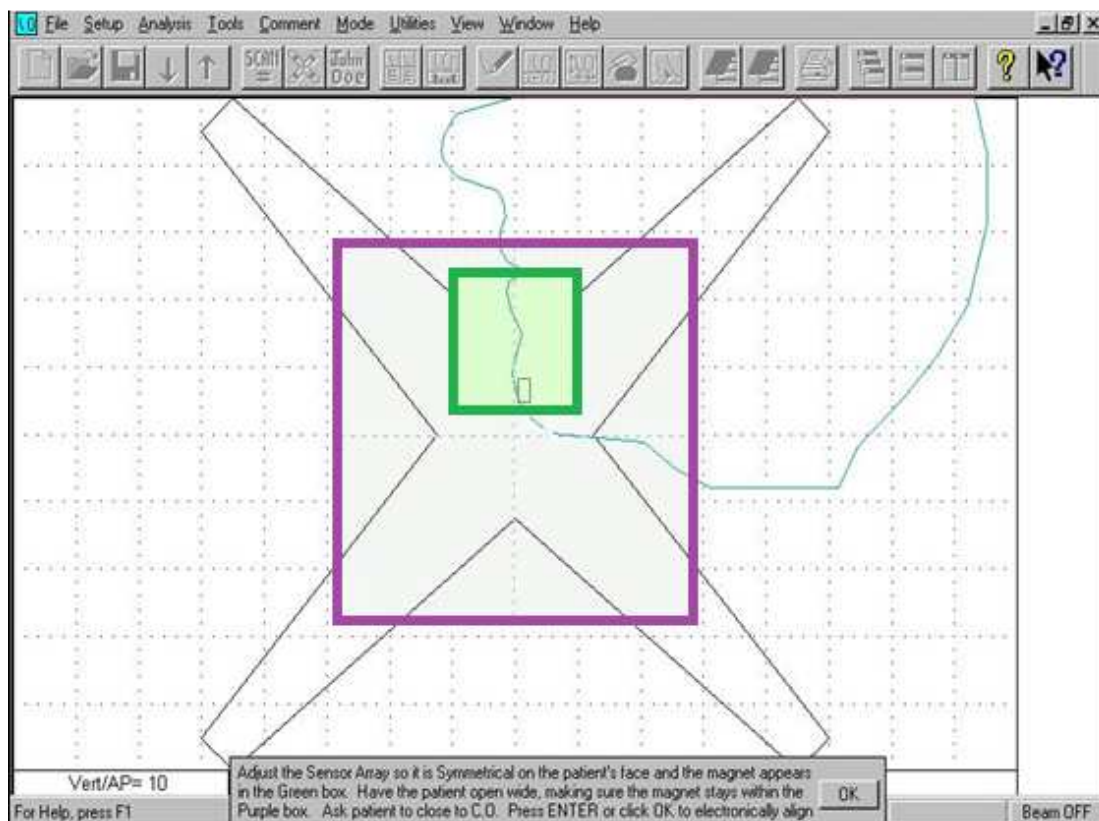 File Setup Analysis Tools Comment Mode Utilities View Window Help
SCAN John Doe
Vert/AP= 10
Adjust the Sensor Array so it is Symmetrical on the patient's face and the magnet appears
in the Green box. Have the patient open wide, making sure the magnet stays within the
Purple box. Ask patient to close to C.O. Press ENTER or click OK to electronically align
OK
For Help, press F1
Beam OFF